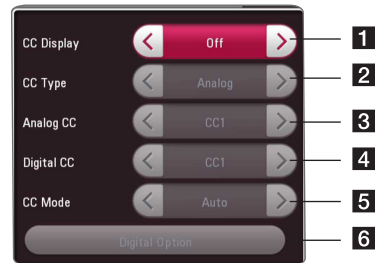 CC Display Off 1
CC Type Analog 2
Analog CC CC1 3
Digital CC CC1 4
CC Mode Auto 5
Digital Option 6